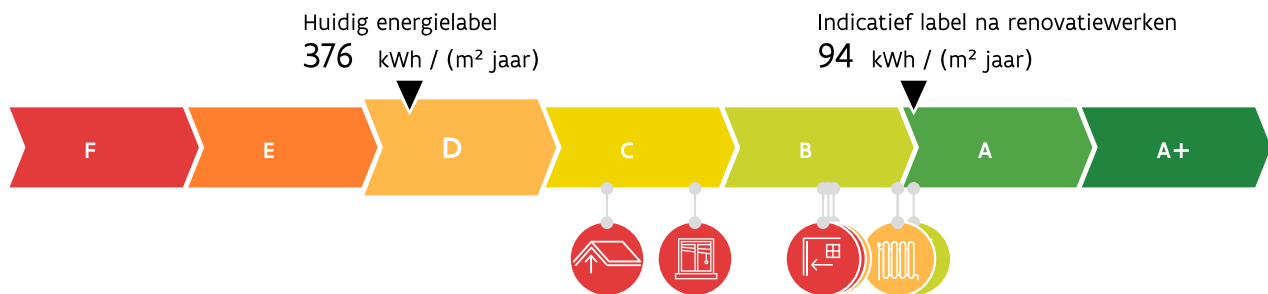 Huidig energielabel
376 kWh / (m² jaar)
Indicatief label na renovatiewerken
94 kWh / (m² jaar)
F E D C B A A+